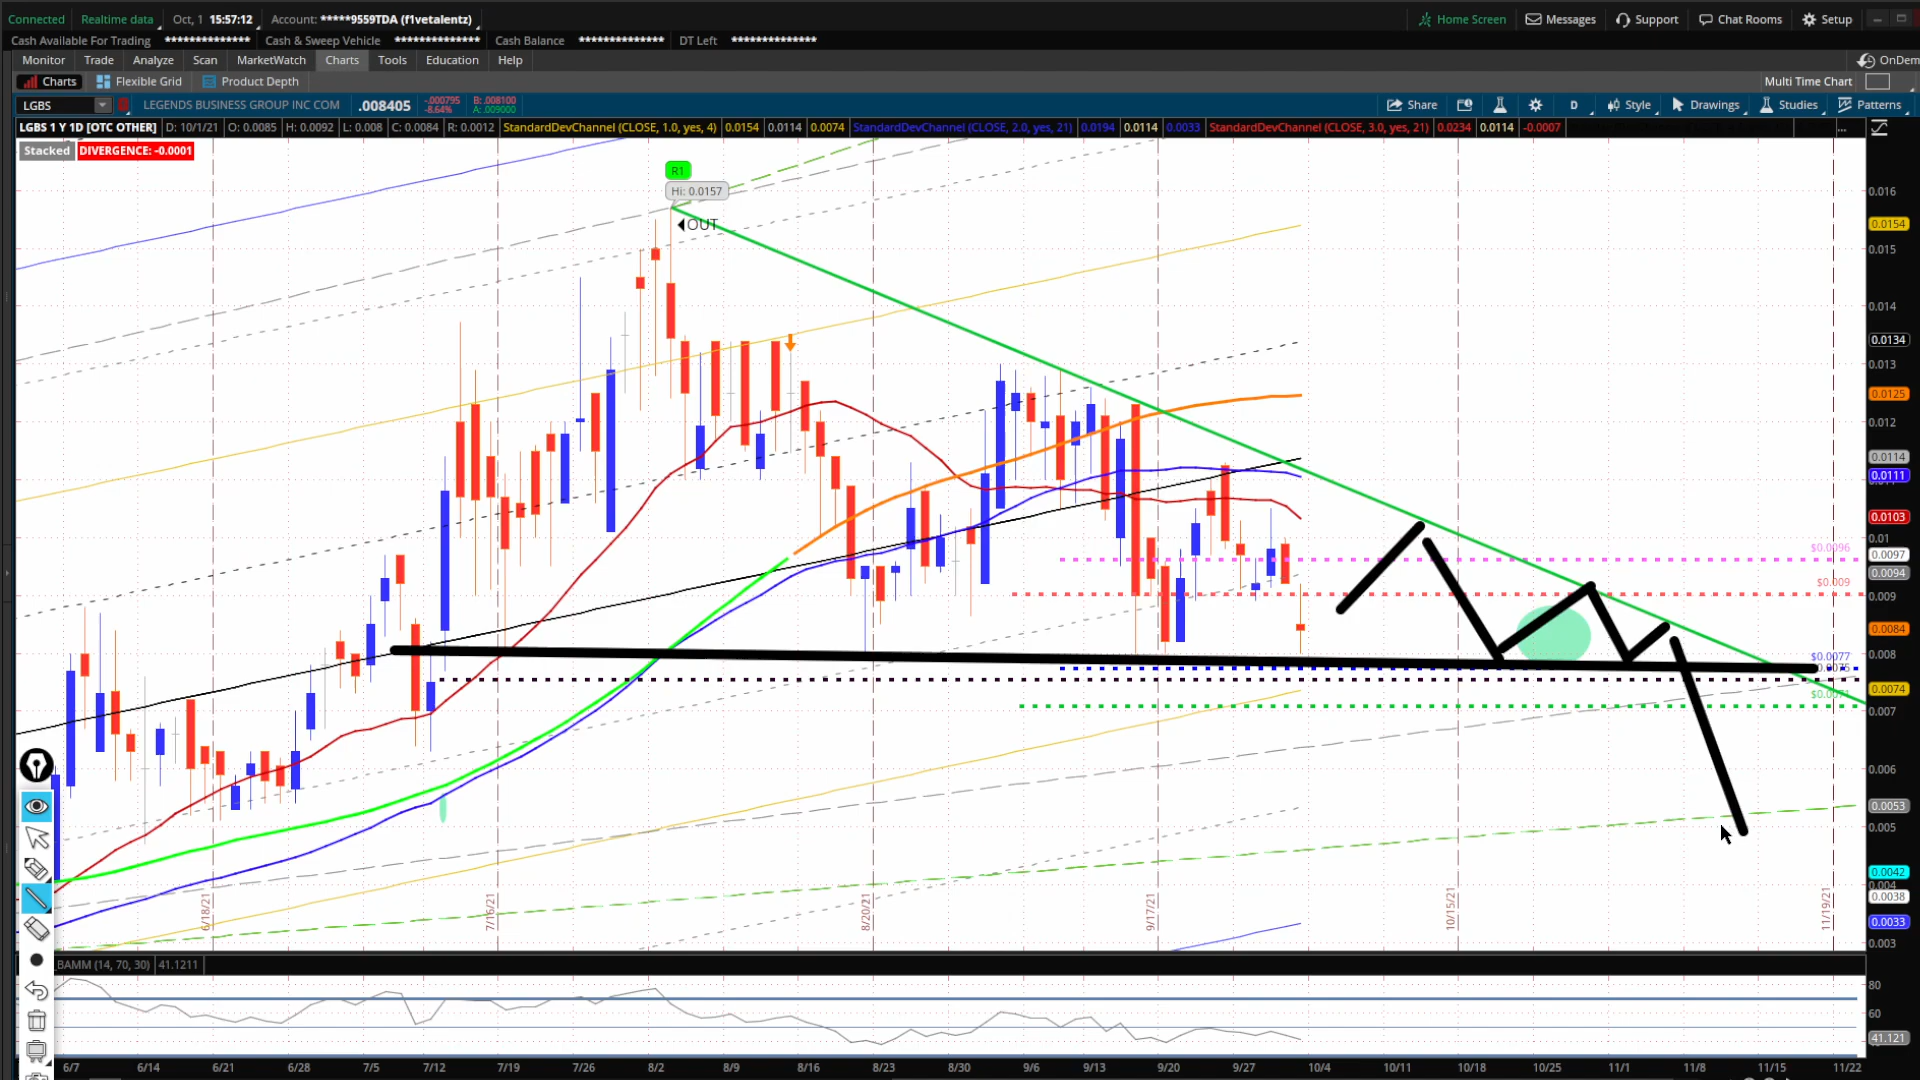 Connected Realtime data Oct, 1 15:57:12 Account: *****9559TDA (f1vetalentz) Home Screen Messages Support Chat Rooms Setup
Cash Available For Trading ************** Cash & Sweep Vehicle ************** Cash Balance ************** DT Left **************
Monitor Trade Analyze Scan MarketWatch Charts Tools Education Help OnDem
Charts Flexible Grid Product Depth Multi Time Chart
LGBS LEGENDS BUSINESS GROUP INC COM .008405 -.000795 -8.64% B: .008100 A: .009000 Share D Style Drawings Studies Patterns
LGBS 1 Y 1D [OTC OTHER] D: 10/1/21 O: 0.0085 H: 0.0092 L: 0.008 C: 0.0084 R: 0.0012 StandardDevChannel (CLOSE, 1.0, yes, 4) 0.0154 0.0114 0.0074 StandardDevChannel (CLOSE, 2.0, yes, 21) 0.0194 0.0114 0.0033 StandardDevChannel (CLOSE, 3.0, yes, 21) 0.0234 0.0114 -0.0007 ...
Stacked DIVERGENCE: -0.0001
R1
Hi: 0.0157
OUT
0.016
0.0154
0.015
0.014
0.0134
0.013
0.0125
0.012
0.0114
0.0111
0.0103
0.01
$0.0096
0.0097
0.0094
$0.009
0.009
0.0084
0.008
$0.0077
0.0074
0.007
0.006
0.0053
0.005
0.0042
0.004
0.0038
0.0033
0.003
6/18/21 7/16/21 8/20/21 9/17/21 10/15/21 11/19/21
BAMM (14, 70, 30) 41.1211
80
60
41.121
6/7 6/14 6/21 6/28 7/5 7/12 7/19 7/26 8/2 8/9 8/16 8/23 8/30 9/6 9/13 9/20 9/27 10/4 10/11 10/18 10/25 11/1 11/8 11/15 11/22